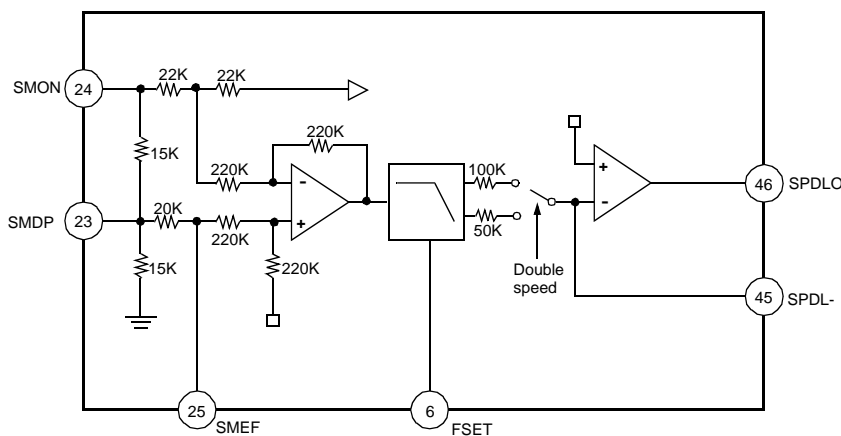 22K
22K
SMON
24
15K
220K
220K
-
+
SMDP
23
20K
220K
15K
220K
100K
50K
Double
speed
+
-
46
SPDLO
45
SPDL-
25
SMEF
6
FSET